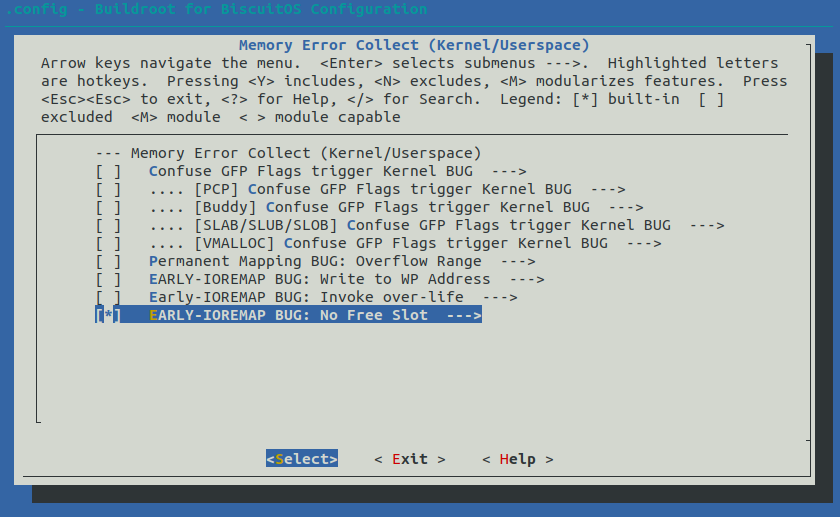 .config - Buildroot for BiscuitOS Configuration
Memory Error Collect (Kernel/Userspace)
Arrow keys navigate the menu.  <Enter> selects submenus --->.  Highlighted letters
are hotkeys.  Pressing <Y> includes, <N> excludes, <M> modularizes features.  Press
<Esc><Esc> to exit, <?> for Help, </> for Search.  Legend: [*] built-in  [ ]
excluded  <M> module  < > module capable
--- Memory Error Collect (Kernel/Userspace)
[ ]   Confuse GFP Flags trigger Kernel BUG  --->
[ ]   .... [PCP] Confuse GFP Flags trigger Kernel BUG  --->
[ ]   .... [Buddy] Confuse GFP Flags trigger Kernel BUG  --->
[ ]   .... [SLAB/SLUB/SLOB] Confuse GFP Flags trigger Kernel BUG  --->
[ ]   .... [VMALLOC] Confuse GFP Flags trigger Kernel BUG  --->
[ ]   Permanent Mapping BUG: Overflow Range  --->
[ ]   EARLY-IOREMAP BUG: Write to WP Address  --->
[ ]   Early-IOREMAP BUG: Invoke over-life  --->
[*]   EARLY-IOREMAP BUG: No Free Slot  --->
<Select>    < Exit >    < Help >